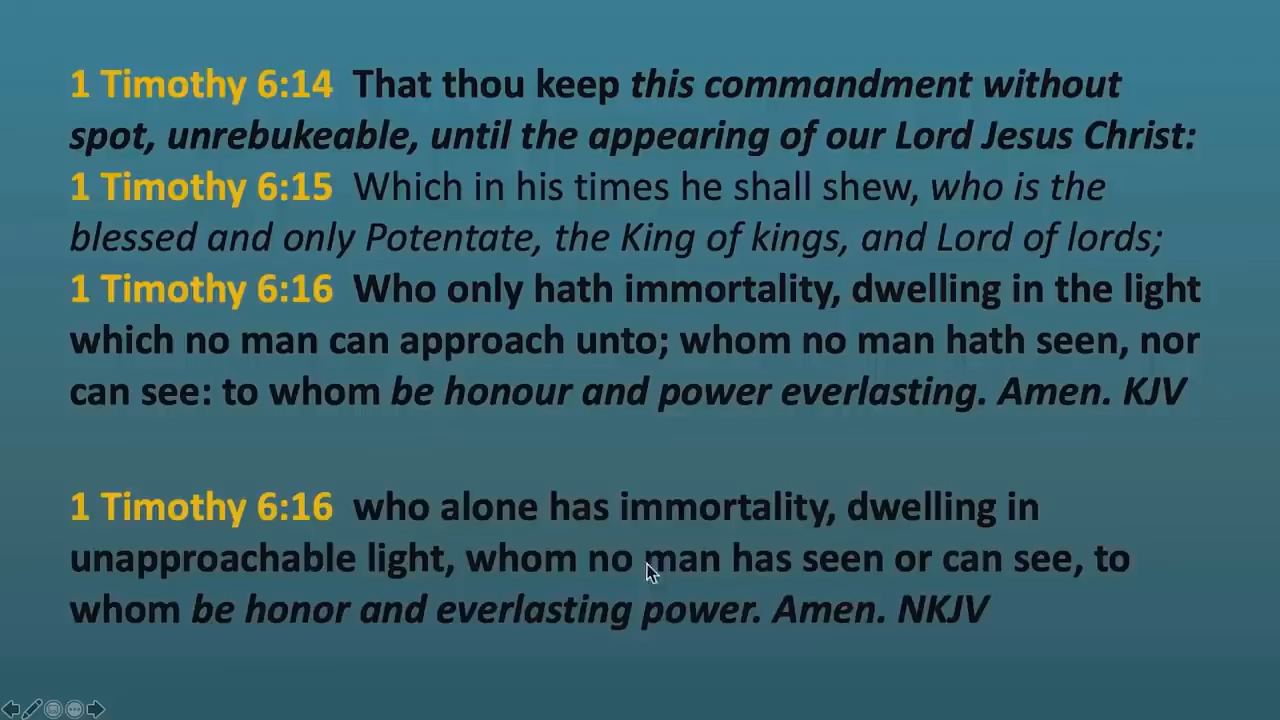 1 Timothy 6:14 That thou keep this commandment without
spot, unrebukeable, until the appearing of our Lord Jesus Christ:
1 Timothy 6:15 Which in his times he shall shew, who is the
blessed and only Potentate, the King of kings, and Lord of lords;
1 Timothy 6:16 Who only hath immortality, dwelling in the light
which no man can approach unto; whom no man hath seen, nor
can see: to whom be honour and power everlasting. Amen. KJV
1 Timothy 6:16 who alone has immortality, dwelling in
unapproachable light, whom no man has seen or can see, to
whom be honor and everlasting power. Amen. NKJV